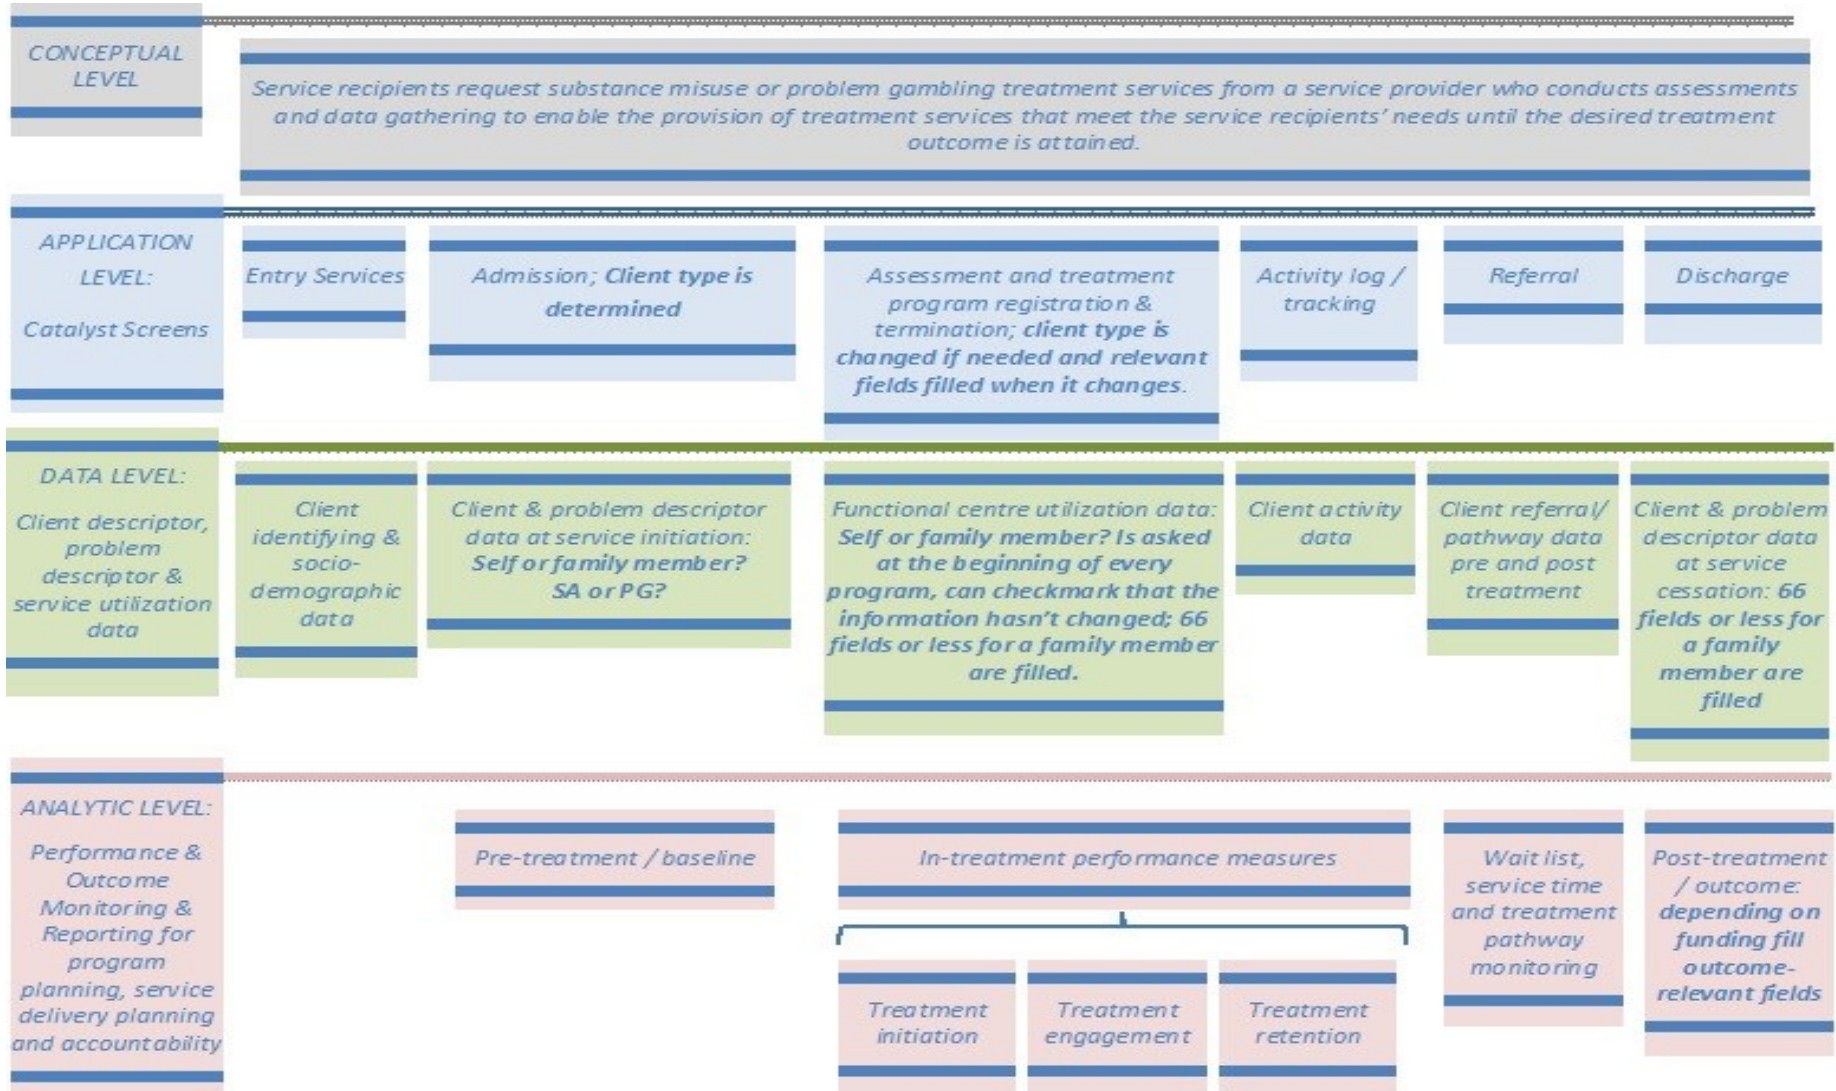 CONCEPTUAL
LEVEL
Service recipients request substance misuse or problem gambling treatment services from a service provider who conducts assessments
and data gathering to enable the provision of treatment services that meet the service recipients’ needs until the desired treatment
outcome is attained.
APPLICATION
LEVEL:
Catalyst Screens
Entry Services
Admission; Client type is
determined
Assessment and treatment
program registration &
termination; client type is
changed if needed and relevant
fields filled when it changes.
Activity log /
tracking
Referral
Discharge
DATA LEVEL:
Client descriptor,
problem
descriptor &
service utilization
data
Client
identifying &
socio-
demographic
data
Client & problem descriptor
data at service initiation:
Self or family member?
SA or PG?
Functional centre utilization data:
Self or family member? Is asked
at the beginning of every
program, can checkmark that the
information hasn’t changed; 66
fields or less for a family member
are filled.
Client activity
data
Client referral/
pathway data
pre and post
treatment
Client & problem
descriptor data
at service
cessation: 66
fields or less for
a family
member are
filled
ANALYTIC LEVEL:
Performance &
Outcome
Monitoring &
Reporting for
program
planning, service
delivery planning
and accountability
Pre-treatment / baseline
In-treatment performance measures
Treatment
initiation
Treatment
engagement
Treatment
retention
Wait list,
service time
and treatment
pathway
monitoring
Post-treatment
/ outcome:
depending on
funding fill
outcome-
relevant fields